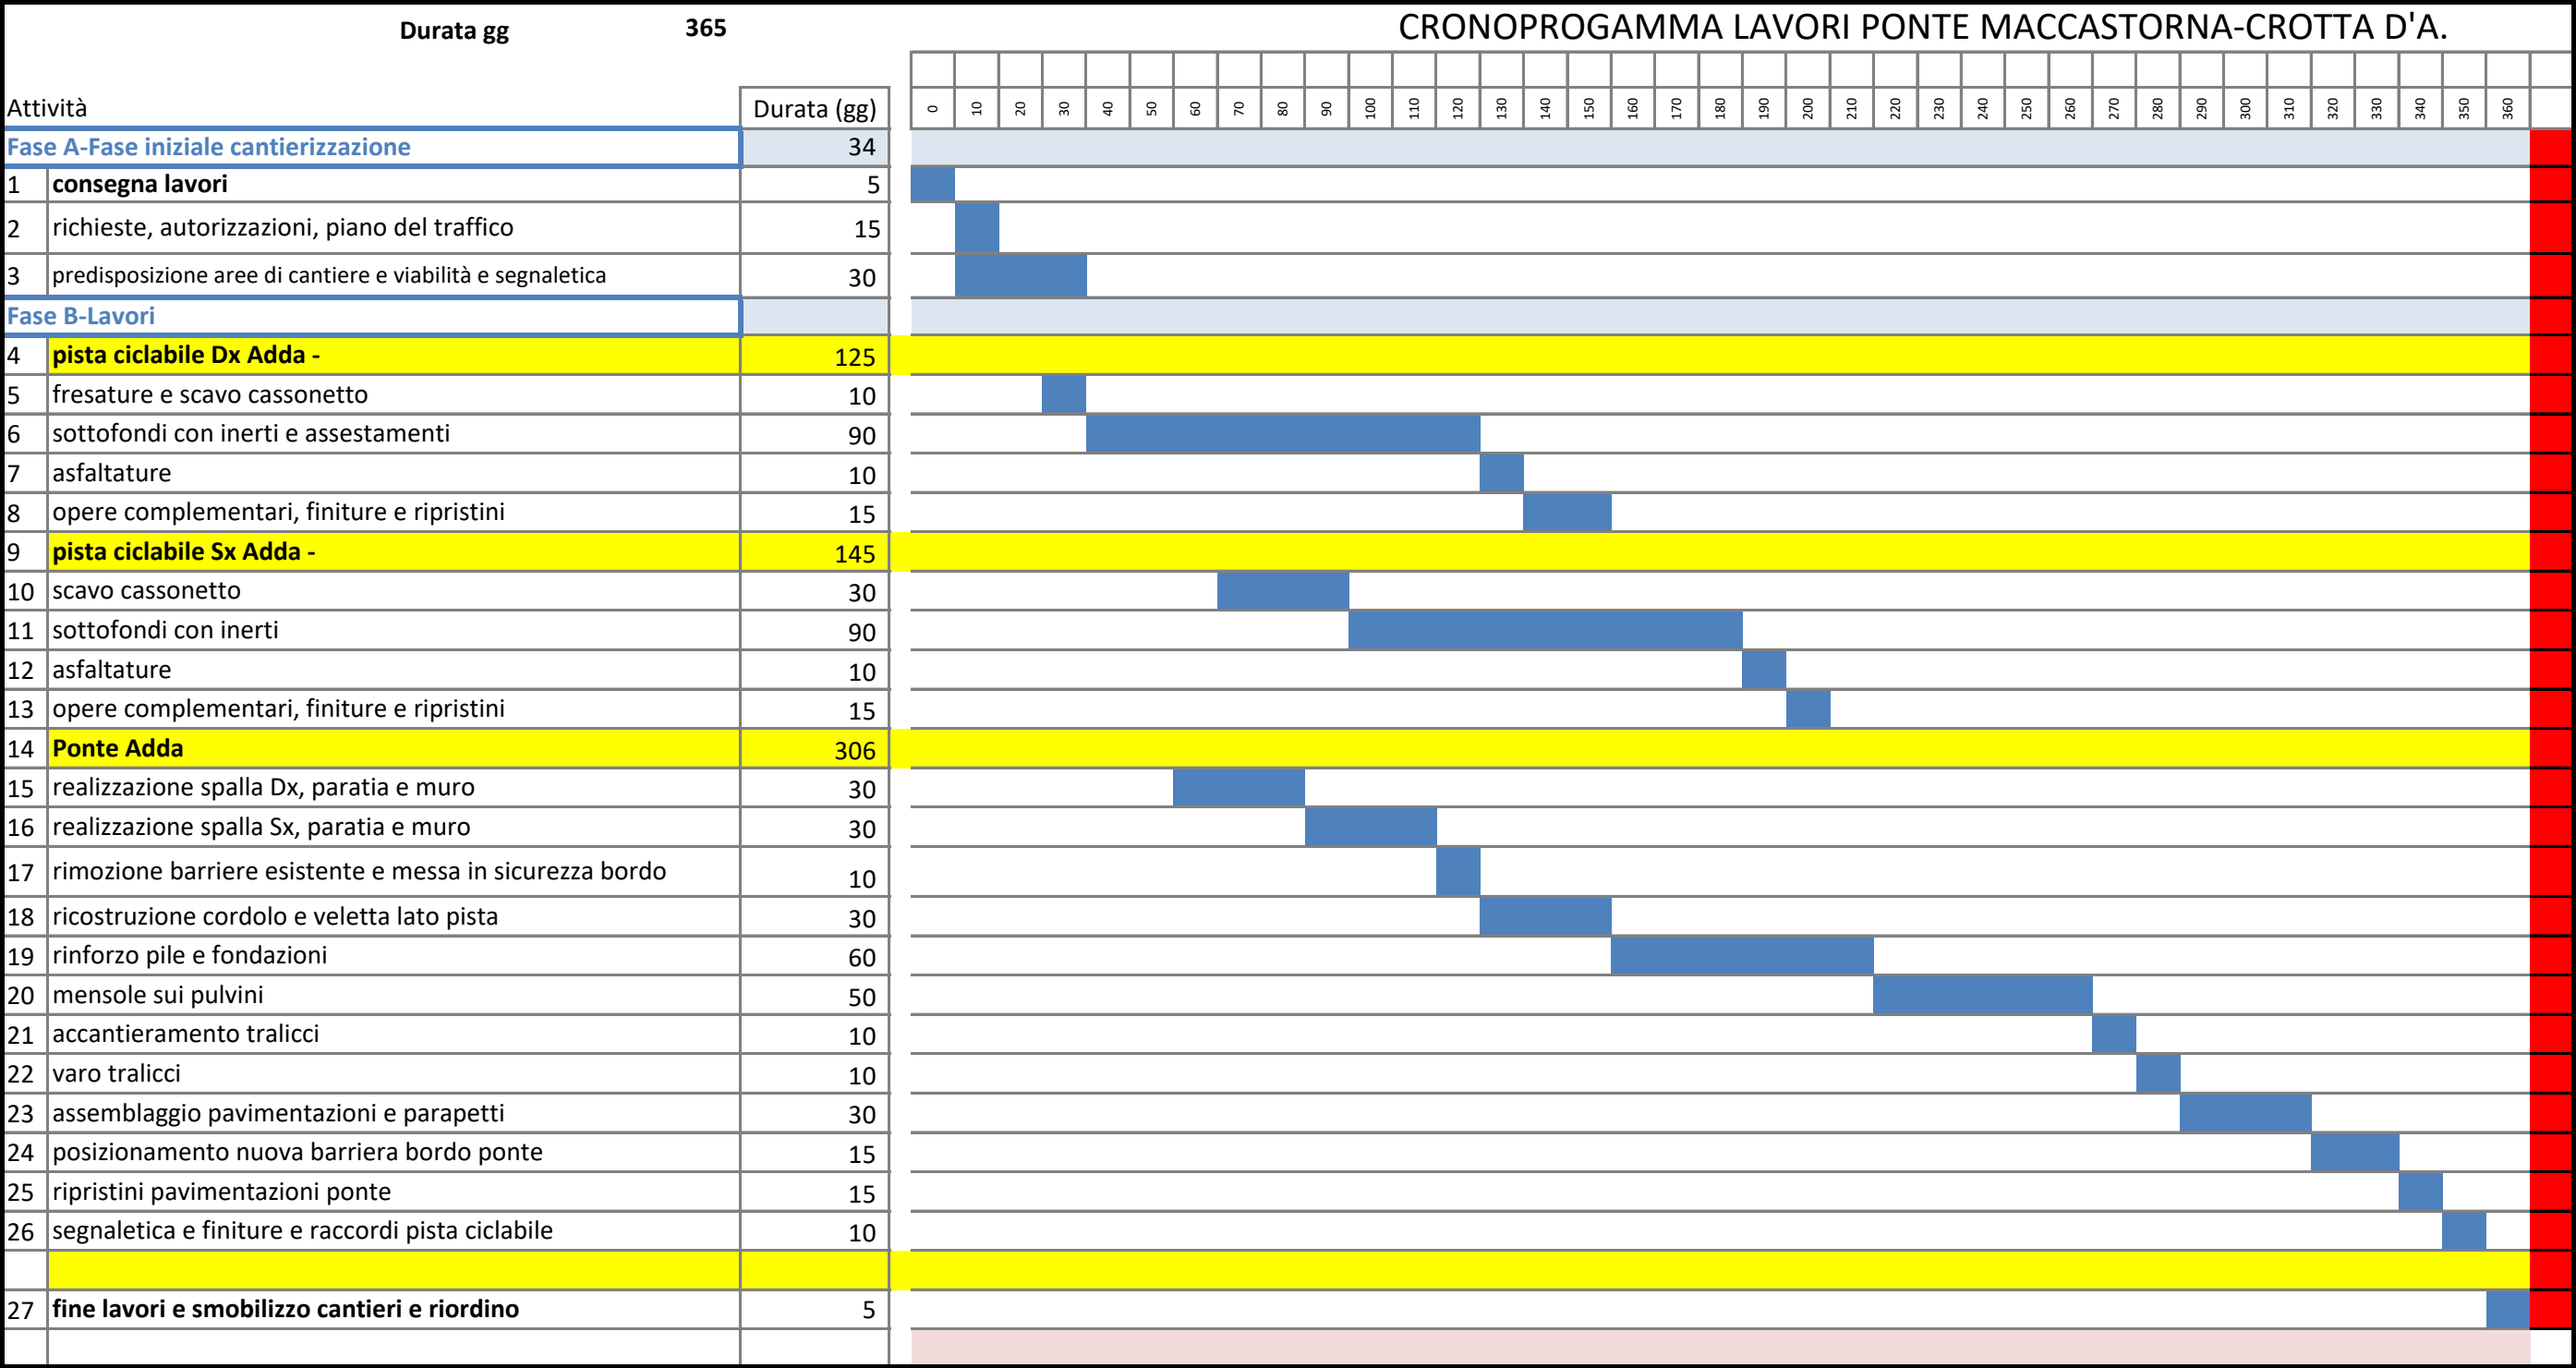 Durata gg 365 CRONOPROGAMMA LAVORI PONTE MACCASTORNA-CROTTA D'A.
Attività Durata (gg) 0 10 20 30 40 50 60 70 80 90 100 110 120 130 140 150 160 170 180 190 200 210 220 230 240 250 260 270 280 290 300 310 320 330 340 350 360
Fase A-Fase iniziale cantierizzazione 34
1 consegna lavori 5
2 richieste, autorizzazioni, piano del traffico 15
3 predisposizione aree di cantiere e viabilità e segnaletica 30
Fase B-Lavori
4 pista ciclabile Dx Adda - 125
5 fresature e scavo cassonetto 10
6 sottofondi con inerti e assestamenti 90
7 asfaltature 10
8 opere complementari, finiture e ripristini 15
9 pista ciclabile Sx Adda - 145
10 scavo cassonetto 30
11 sottofondi con inerti 90
12 asfaltature 10
13 opere complementari, finiture e ripristini 15
14 Ponte Adda 306
15 realizzazione spalla Dx, paratia e muro 30
16 realizzazione spalla Sx, paratia e muro 30
17 rimozione barriere esistente e messa in sicurezza bordo 10
18 ricostruzione cordolo e veletta lato pista 30
19 rinforzo pile e fondazioni 60
20 mensole sui pulvini 50
21 accantieramento tralicci 10
22 varo tralicci 10
23 assemblaggio pavimentazioni e parapetti 30
24 posizionamento nuova barriera bordo ponte 15
25 ripristini pavimentazioni ponte 15
26 segnaletica e finiture e raccordi pista ciclabile 10
27 fine lavori e smobilizzo cantieri e riordino 5